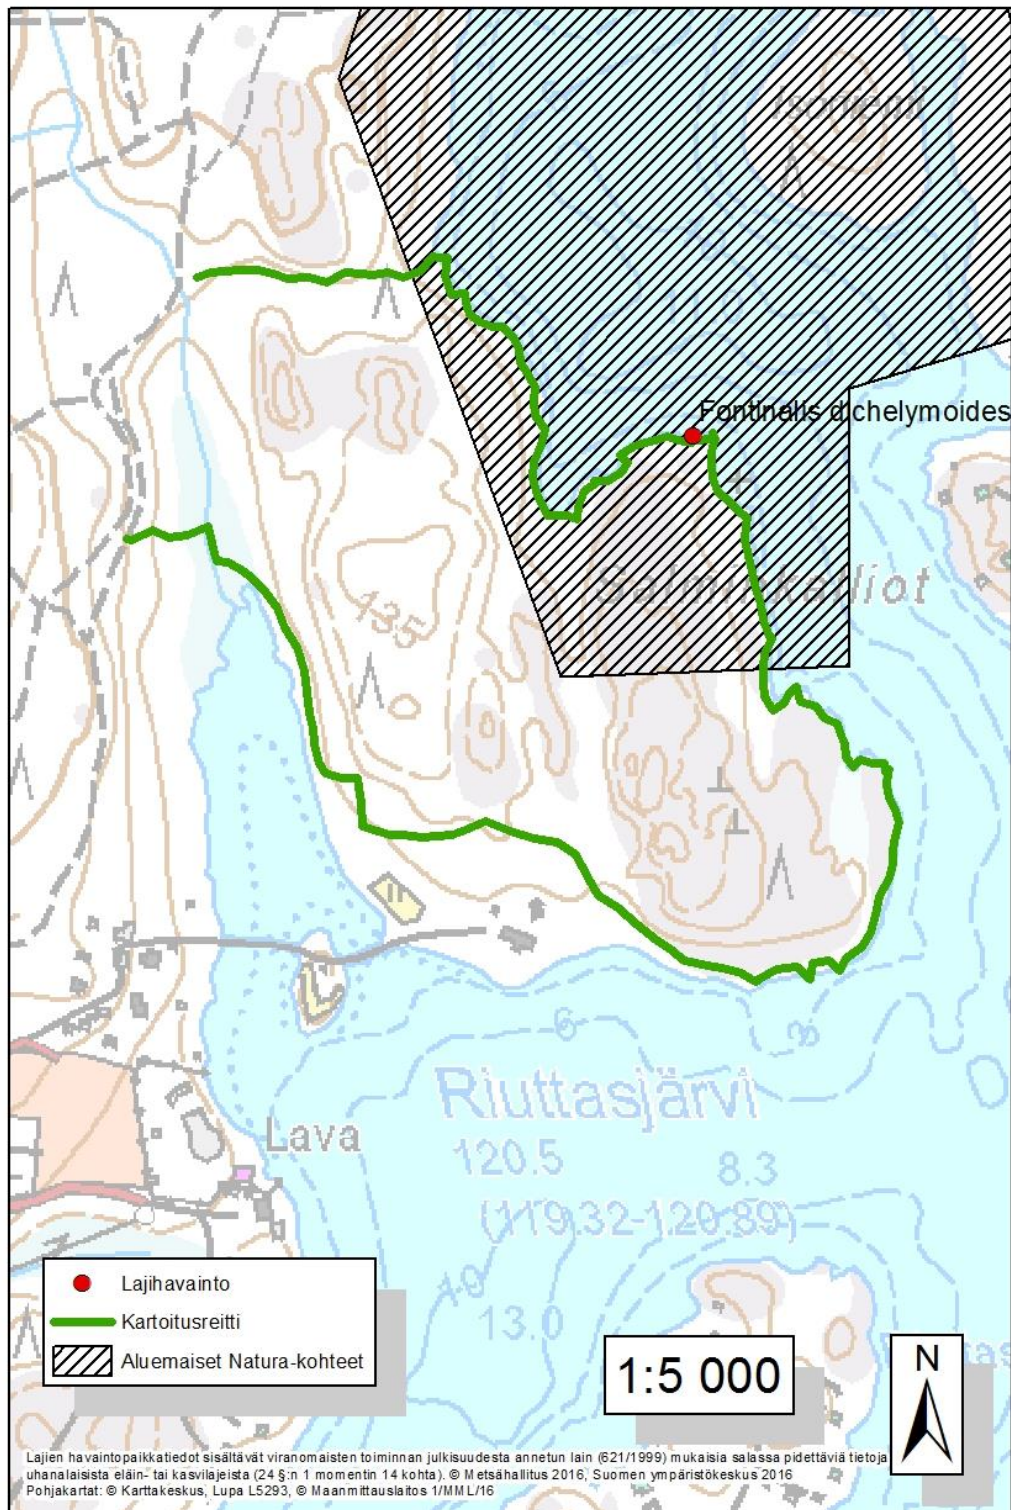 Isoniemi
Fontinalis dichelymoides
Salminkalliot
435
6
3
Riuttasjärvi
120.5
8.3
(119.32-120.89)
Lava
10
13.0
Lajihavainto
Kartoitusreitti
Aluemaiset Natura-kohteet
1:5 000
N
Lajien havaintopaikkatiedot sisältävät viranomaisten toiminnan julkisuudesta annetun lain (621/1999) mukaisia salassa pidettäviä tietoja
uhanalaisista eläin- tai kasvilajeista (24 §:n 1 momentin 14 kohta). © Metsähallitus 2016, Suomen ympäristökeskus 2016
Pohjakartat: © Karttakeskus, Lupa L5293, © Maanmittauslaitos 1/MML/16